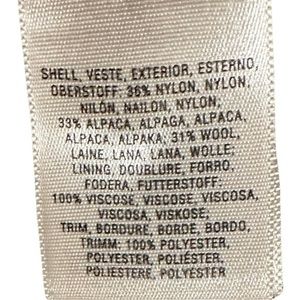 SHELL, VESTE, EXTERIOR, ESTERNO,
OBERSTOFF: 36% NYLON, NYLON,
NILÓN, NAILON, NYLON,
33% ALPACA, ALPAGA, ALPACA,
ALPACA, ALPAKA; 31% WOOL,
LAINE, LANA, LANA, WOLLE;
LINING, DOUBLURE, FORRO,
FODERA, FUTTERSTOFF:
100% VISCOSE, VISCOSE, VISCOSA,
VISCOSA, VISKOSE;
TRIM, BORDURE, BORDE, BORDO,
TRIMM: 100% POLYESTER,
POLYESTER, POLIÉSTER,
POLIESTERE, POLYESTER